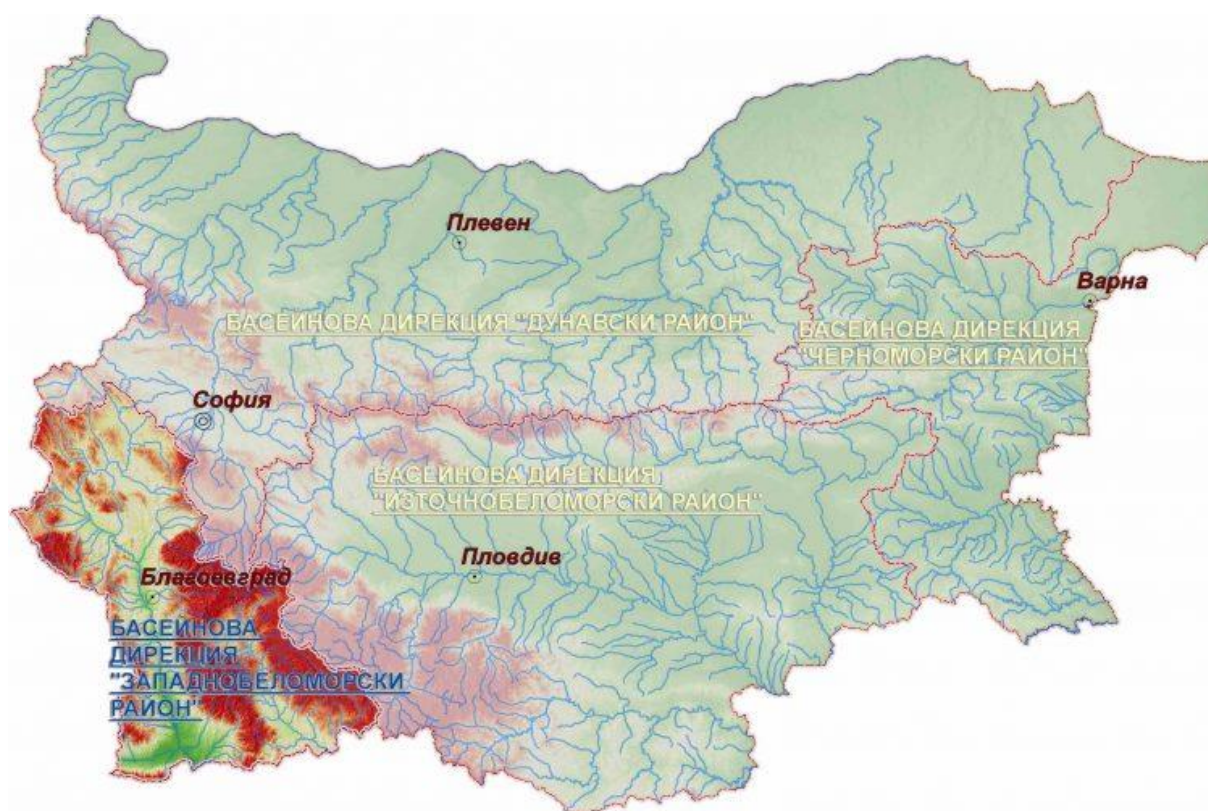 Плевен
Варна
БАСЕЙНОВА ДИРЕКЦИЯ "ДУНАВСКИ РАЙОН"
БАСЕЙНОВА ДИРЕКЦИЯ
"ЧЕРНОМОРСКИ РАЙОН"
София
БАСЕЙНОВА ДИРЕКЦИЯ
"ИЗТОЧНОБЕЛОМОРСКИ РАЙОН"
Пловдив
Благоевград
БАСЕЙНОВА
ДИРЕКЦИЯ
"ЗАПАДНОБЕЛОМОРСКИ
РАЙОН"